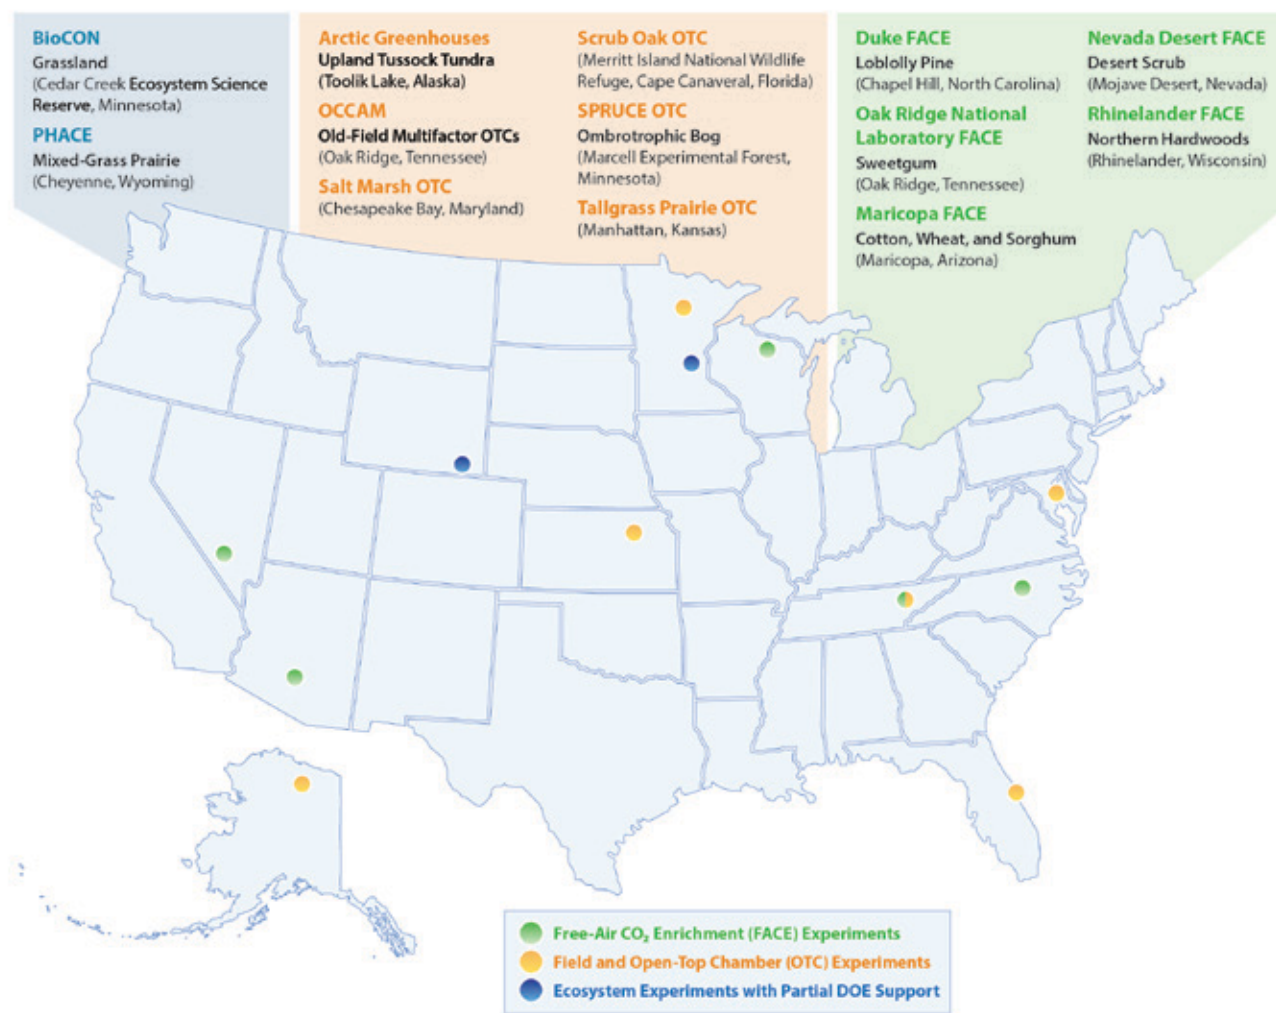 BioCON
Grassland
(Cedar Creek Ecosystem Science
Reserve, Minnesota)
PHACE
Mixed-Grass Prairie
(Cheyenne, Wyoming)
Arctic Greenhouses
Upland Tussock Tundra
(Toolik Lake, Alaska)
OCCAM
Old-Field Multifactor OTCs
(Oak Ridge, Tennessee)
Salt Marsh OTC
(Chesapeake Bay, Maryland)
Scrub Oak OTC
(Merritt Island National Wildlife
Refuge, Cape Canaveral, Florida)
SPRUCE OTC
Ombrotrophic Bog
(Marcell Experimental Forest,
Minnesota)
Tallgrass Prairie OTC
(Manhattan, Kansas)
Duke FACE
Loblolly Pine
(Chapel Hill, North Carolina)
Oak Ridge National
Laboratory FACE
Sweetgum
(Oak Ridge, Tennessee)
Maricopa FACE
Cotton, Wheat, and Sorghum
(Maricopa, Arizona)
Nevada Desert FACE
Desert Scrub
(Mojave Desert, Nevada)
Rhinelander FACE
Northern Hardwoods
(Rhinelander, Wisconsin)
Free-Air CO₂ Enrichment (FACE) Experiments
Field and Open-Top Chamber (OTC) Experiments
Ecosystem Experiments with Partial DOE Support